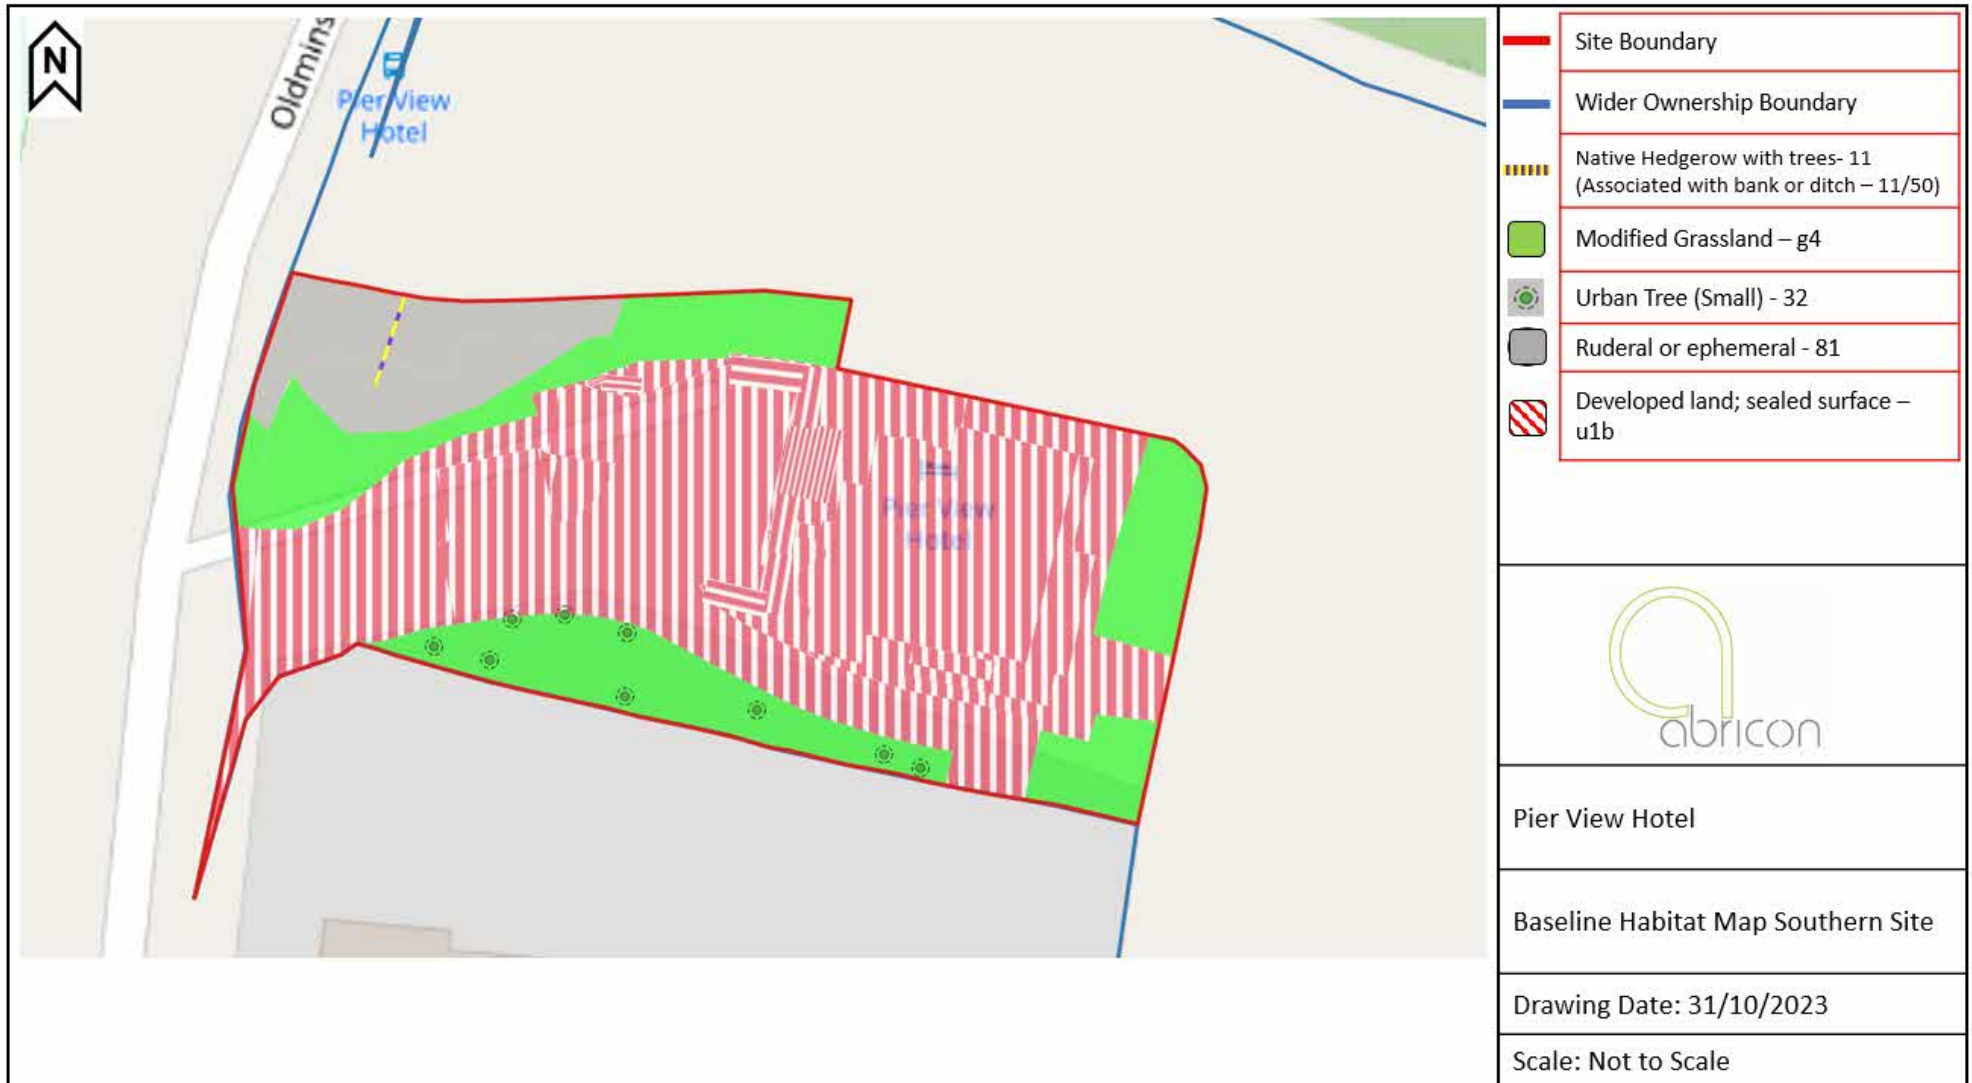 N
Oldmins
Pier View
Hotel
Pier View
Hotel
Site Boundary
Wider Ownership Boundary
Native Hedgerow with trees- 11
(Associated with bank or ditch – 11/50)
Modified Grassland – g4
Urban Tree (Small) - 32
Ruderal or ephemeral - 81
Developed land; sealed surface –
u1b
abricon
Pier View Hotel
Baseline Habitat Map Southern Site
Drawing Date: 31/10/2023
Scale: Not to Scale